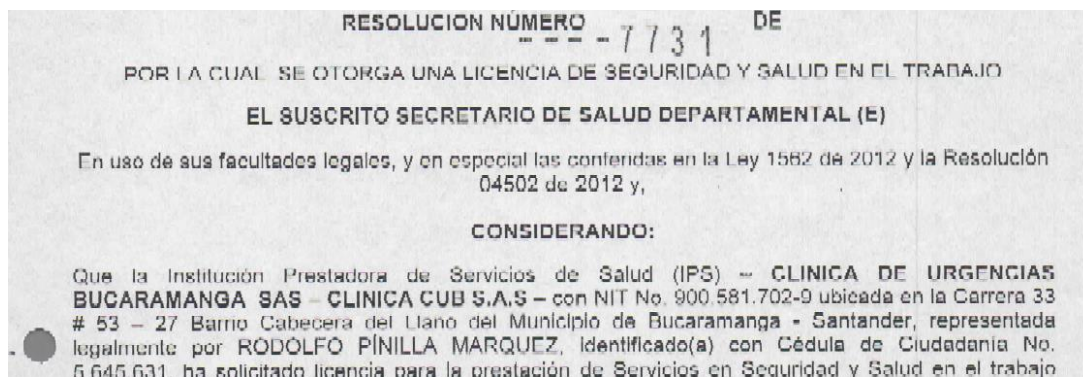 RESOLUCION NÚMERO DE
---- 7731
POR LA CUAL SE OTORGA UNA LICENCIA DE SEGURIDAD Y SALUD EN EL TRABAJO
EL SUSCRITO SECRETARIO DE SALUD DEPARTAMENTAL (E)
En uso de sus facultades legales, y en especial las conferidas en la Ley 1562 de 2012 y la Resolución
04502 de 2012 y,
CONSIDERANDO:
Que la Institución Prestadora de Servicios de Salud (IPS) – CLINICA DE URGENCIAS
BUCARAMANGA SAS – CLINICA CUB S.A.S – con NIT No. 900.581.702-9 ubicada en la Carrera 33
# 53 – 27 Barrio Cabecera del Llano del Municipio de Bucaramanga - Santander, representada
legalmente por RODOLFO PÍNILLA MARQUEZ, identificado(a) con Cédula de Ciudadanía No.
5.645.631, ha solicitado licencia para la prestación de Servicios en Seguridad y Salud en el trabajo